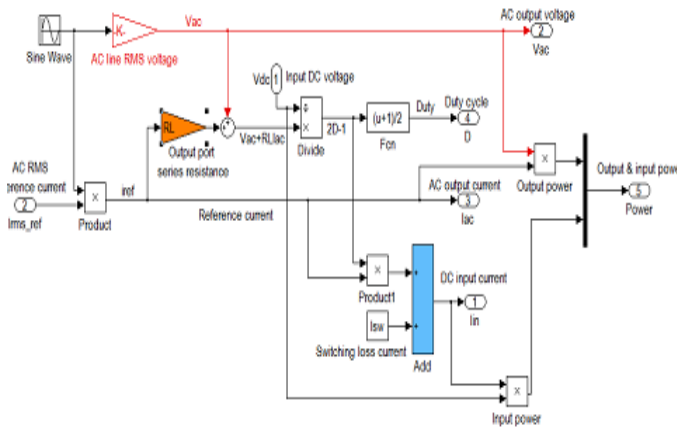 Sine Wave
-K-
Vac
AC line RMS voltage
AC output voltage
2
Vac
Vdc
1
Input DC voltage
RL
Output port
series resistance
Vac+RLIac
÷
×
Divide
2D-1
(u+1)/2
Fcn
Duty
Duty cycle
4
D
×
Output power
AC RMS
erence current
2
Irms_ref
×
Product
iref
Reference current
AC output current
3
Iac
Output & input powe
5
Power
×
Product1
Isw
Switching loss current
+
+
Add
DC input current
1
Iin
×
Input power